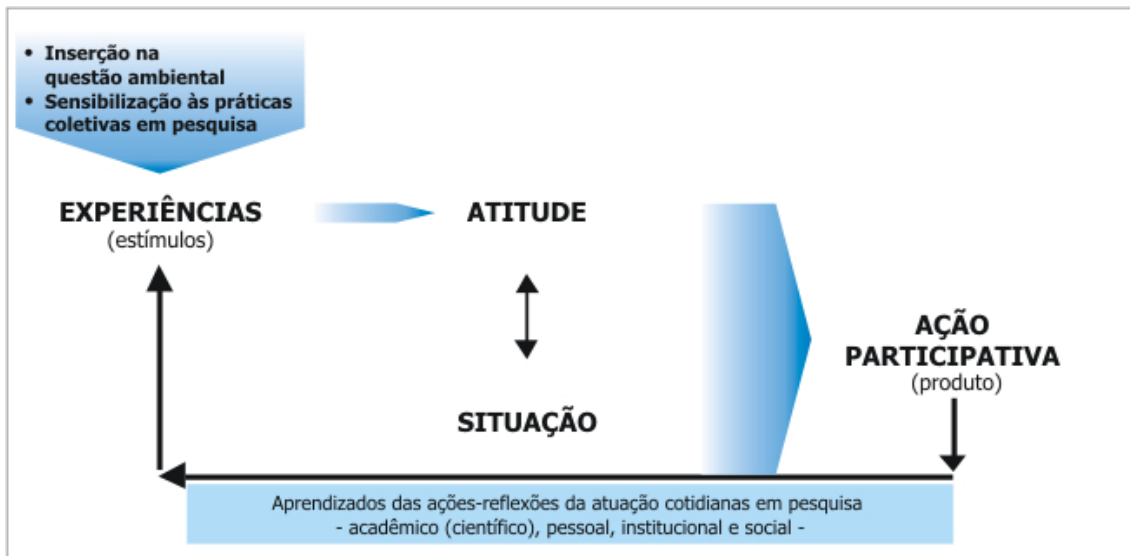 • Inserção na
questão ambiental
• Sensibilização às práticas
coletivas em pesquisa
EXPERIÊNCIAS
(estímulos)
ATITUDE
SITUAÇÃO
AÇÃO
PARTICIPATIVA
(produto)
Aprendizados das ações-reflexões da atuação cotidianas em pesquisa
- acadêmico (científico), pessoal, institucional e social -